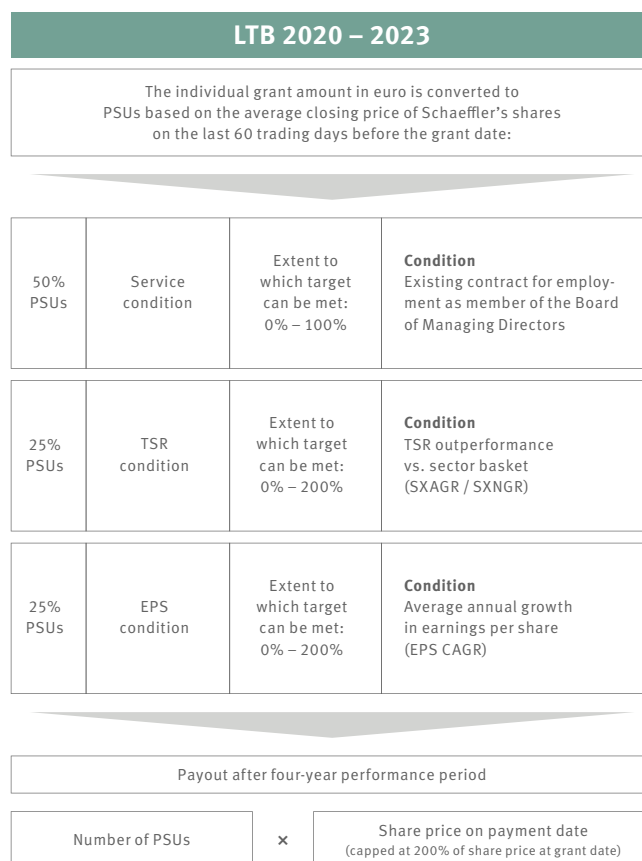 LTB 2020 – 2023
The individual grant amount in euro is converted to
PSUs based on the average closing price of Schaeffler’s shares
on the last 60 trading days before the grant date:
50%
PSUs
Service
condition
Extent to
which target
can be met:
0% – 100%
Condition
Existing contract for employ-
ment as member of the Board
of Managing Directors
25%
PSUs
TSR
condition
Extent to
which target
can be met:
0% – 200%
Condition
TSR outperformance
vs. sector basket
(SXAGR / SXNGR)
25%
PSUs
EPS
condition
Extent to
which target
can be met:
0% – 200%
Condition
Average annual growth
in earnings per share
(EPS CAGR)
Payout after four-year performance period
Number of PSUs
×
Share price on payment date
(capped at 200% of share price at grant date)